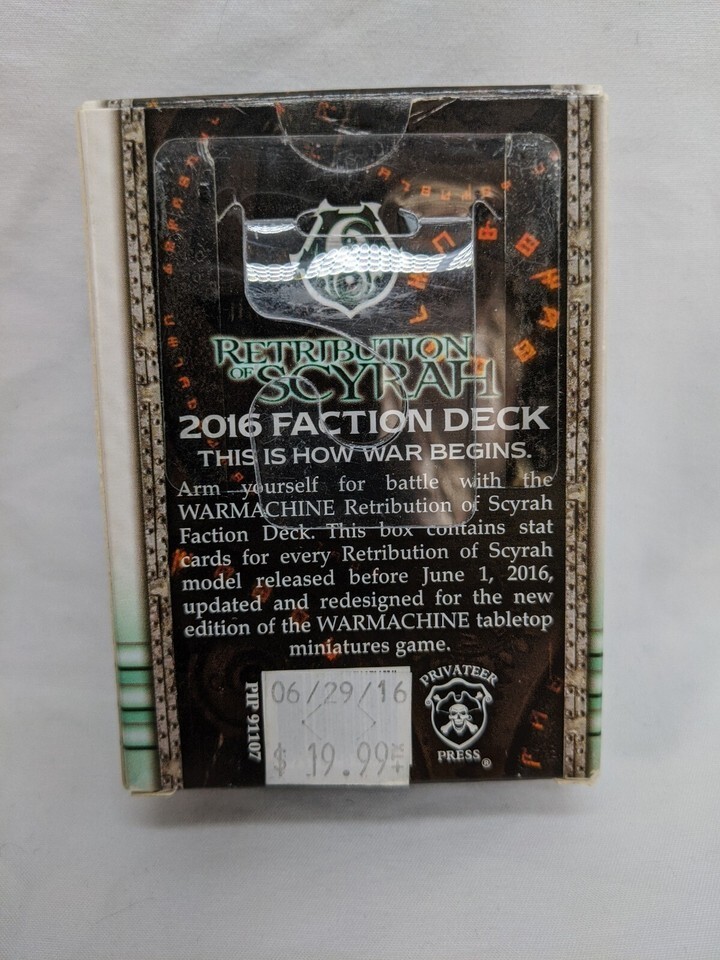 RETRIBUTION
OF SCYRAH
2016 FACTION DECK
THIS IS HOW WAR BEGINS.
Arm yourself for battle with the
WARMACHINE Retribution of Scyrah
Faction Deck. This box contains stat
cards for every Retribution of Scyrah
model released before June 1, 2016,
updated and redesigned for the new
edition of the WARMACHINE tabletop
miniatures game.
PIP 91107
06/29/16
$ 19.99
PRIVATEER
PRESS®